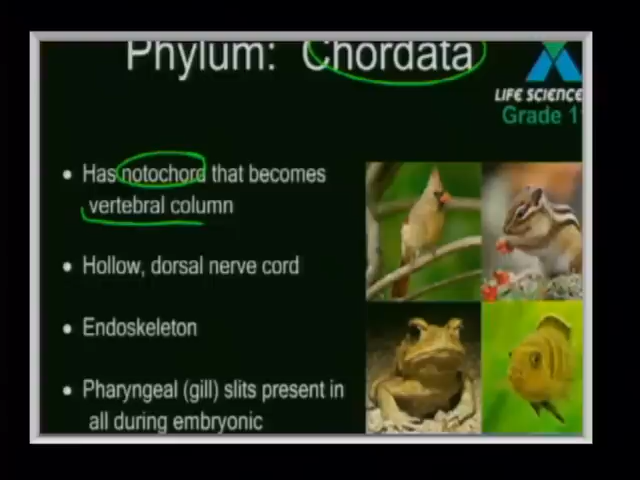 Phylum: Chordata
LIFE SCIENCE
Grade 1
Has notochord that becomes
vertebral column
Hollow, dorsal nerve cord
Endoskeleton
Pharyngeal (gill) slits present in
all during embryonic